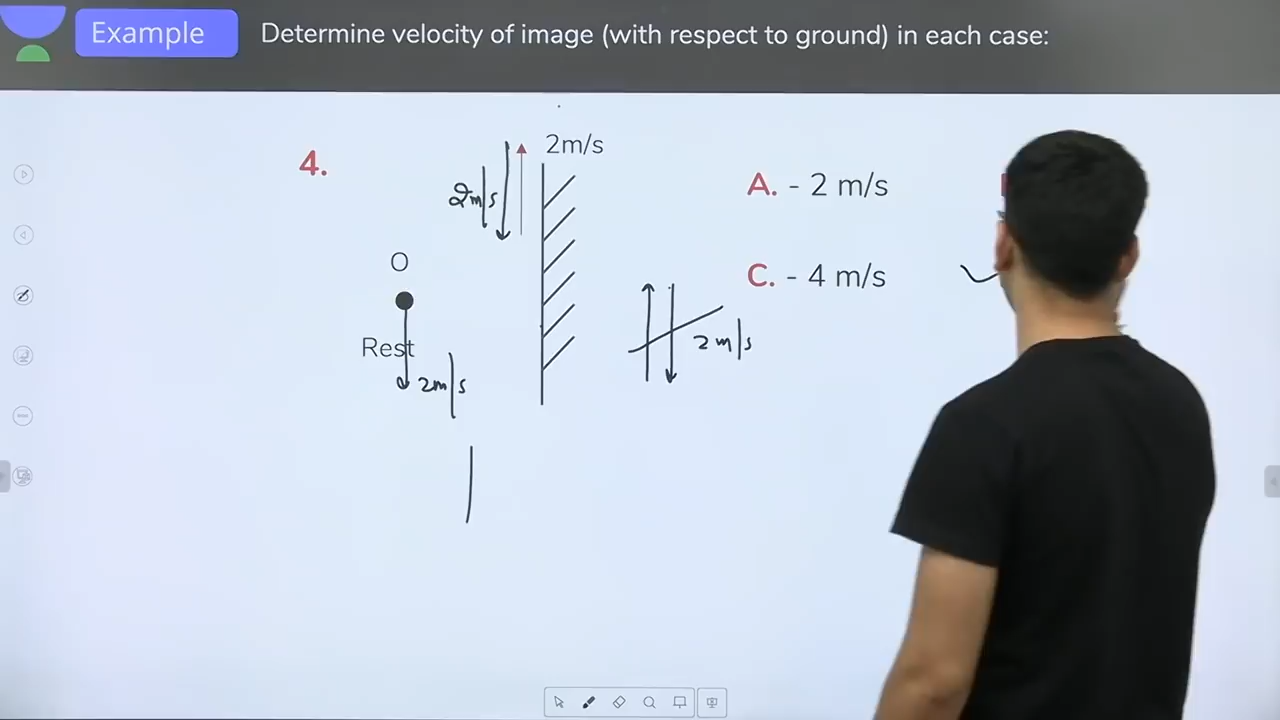 Example
Determine velocity of image (with respect to ground) in each case:
4.
2m/s
2m/s
A. - 2 m/s
O
C. - 4 m/s
Rest
2m/s
2m/s